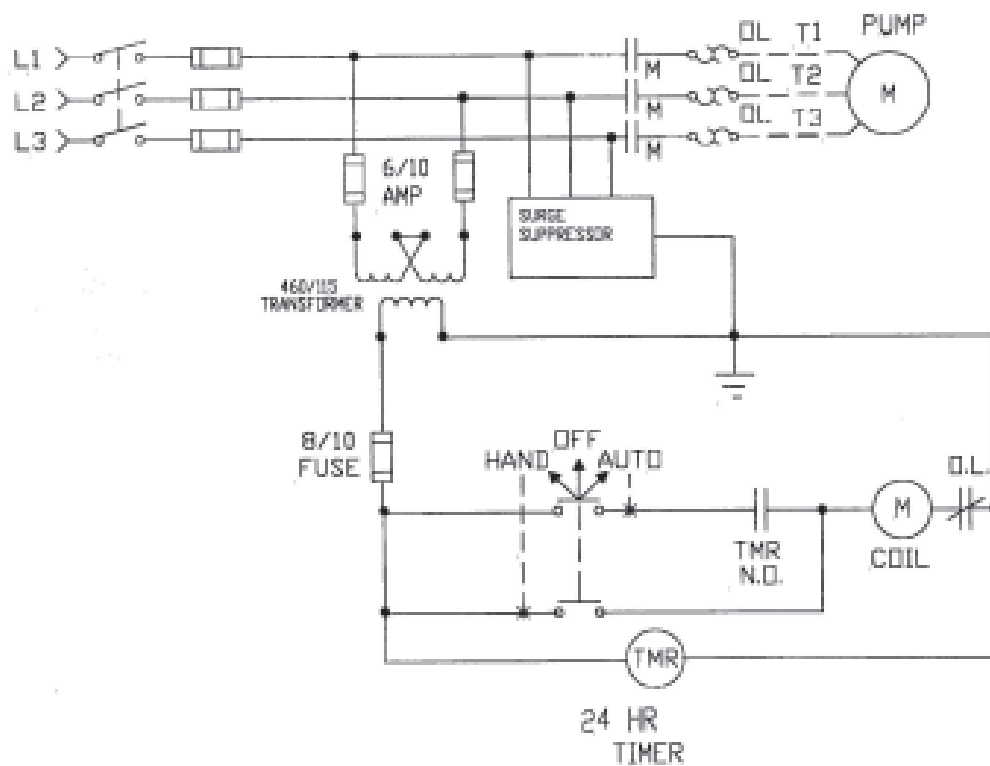 PUMP
L1
M
OL T1
L2
M
OL T2
M
L3
M
OL T3
6/10
AMP
SURGE
SUPPRESSOR
460/115
TRANSFORMER
8/10
FUSE
OFF
HAND
AUTO
O.L.
M
TMR
N.O.
COIL
TMR
24 HR
TIMER